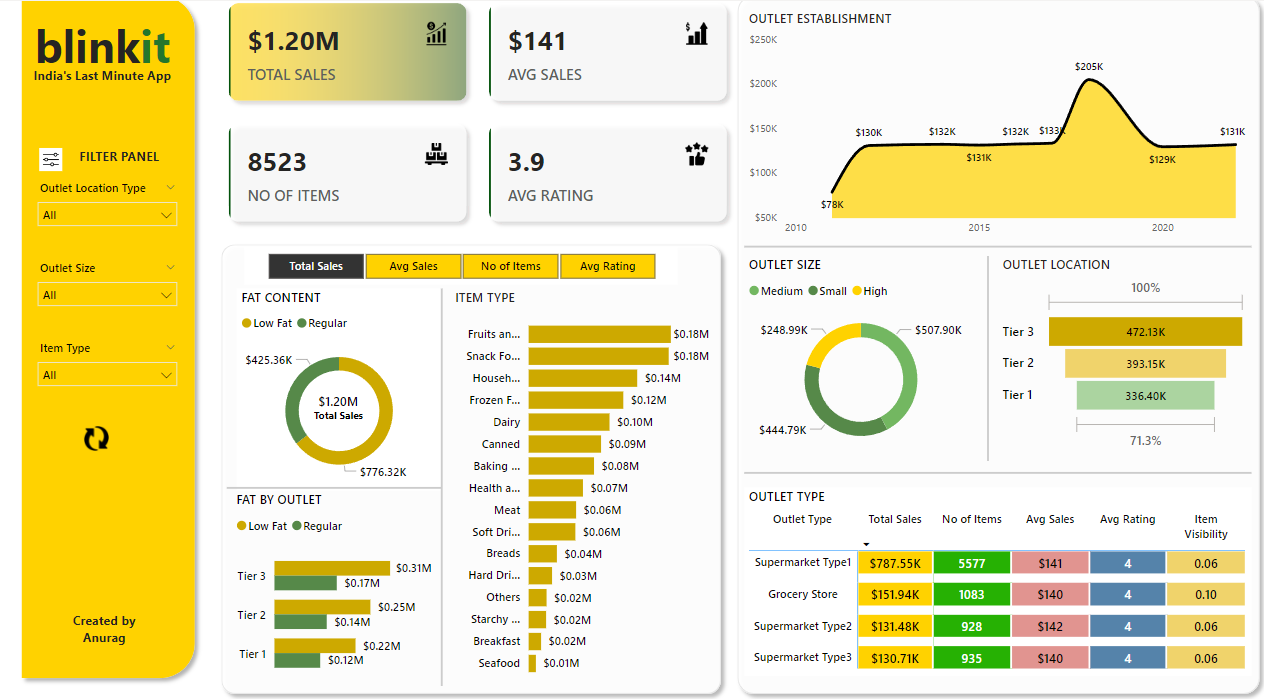 blinkit
India's Last Minute App
FILTER PANEL
Outlet Location Type
All
Outlet Size
All
Item Type
All
Created by
Anurag
$1.20M
TOTAL SALES
$141
AVG SALES
8523
NO OF ITEMS
3.9
AVG RATING
Total Sales Avg Sales No of Items Avg Rating
FAT CONTENT
Low Fat Regular
$425.36K
$1.20M
Total Sales
$776.32K
FAT BY OUTLET
Low Fat Regular
Tier 3 $0.31M
$0.17M
Tier 2 $0.25M
$0.14M
Tier 1 $0.22M
$0.12M
ITEM TYPE
Fruits an... $0.18M
Snack Fo... $0.18M
Househ... $0.14M
Frozen F... $0.12M
Dairy $0.10M
Canned $0.09M
Baking ... $0.08M
Health a... $0.07M
Meat $0.06M
Soft Dri... $0.06M
Breads $0.04M
Hard Dri... $0.03M
Others $0.02M
Starchy ... $0.02M
Breakfast $0.02M
Seafood $0.01M
OUTLET ESTABLISHMENT
$250K
$200K
$150K
$100K
$50K
$78K
$130K
$132K
$131K
$132K
$133K
$205K
$129K
$131K
2010 2015 2020
OUTLET SIZE
Medium Small High
$248.99K
$507.90K
$444.79K
OUTLET LOCATION
100%
Tier 3 472.13K
Tier 2 393.15K
Tier 1 336.40K
71.3%
OUTLET TYPE
Outlet Type Total Sales No of Items Avg Sales Avg Rating Item
Visibility
Supermarket Type1 $787.55K 5577 $141 4 0.06
Grocery Store $151.94K 1083 $140 4 0.10
Supermarket Type2 $131.48K 928 $142 4 0.06
Supermarket Type3 $130.71K 935 $140 4 0.06